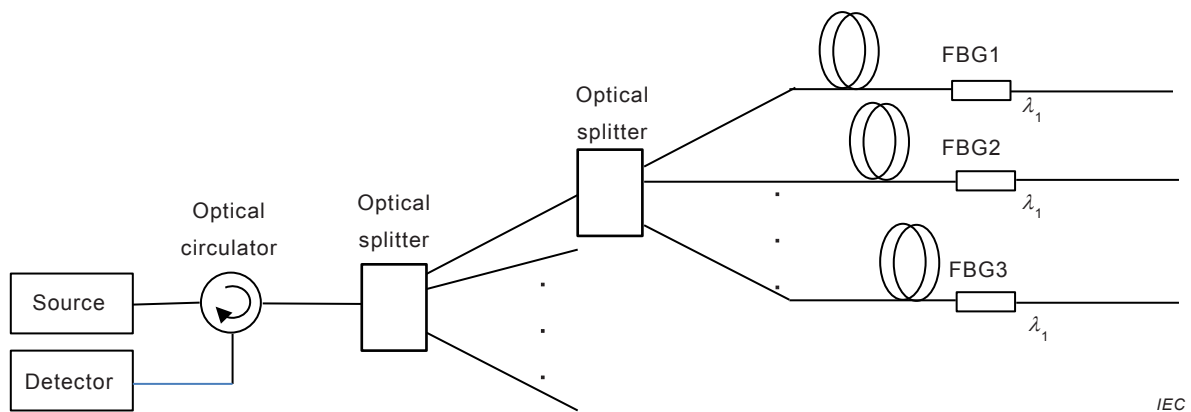 FBG1
λ1
Optical
splitter
FBG2
λ1
Optical
splitter
Optical
circulator
FBG3
λ1
Source
Detector
IEC